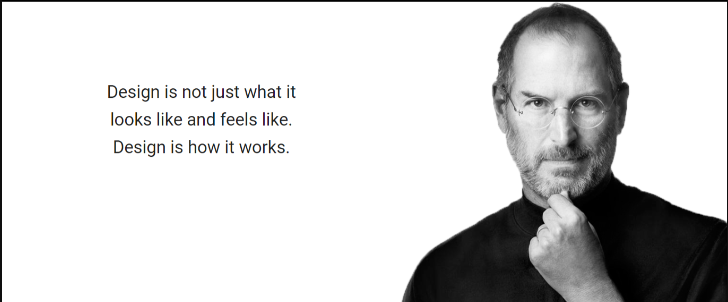 Design is not just what it
looks like and feels like.
Design is how it works.